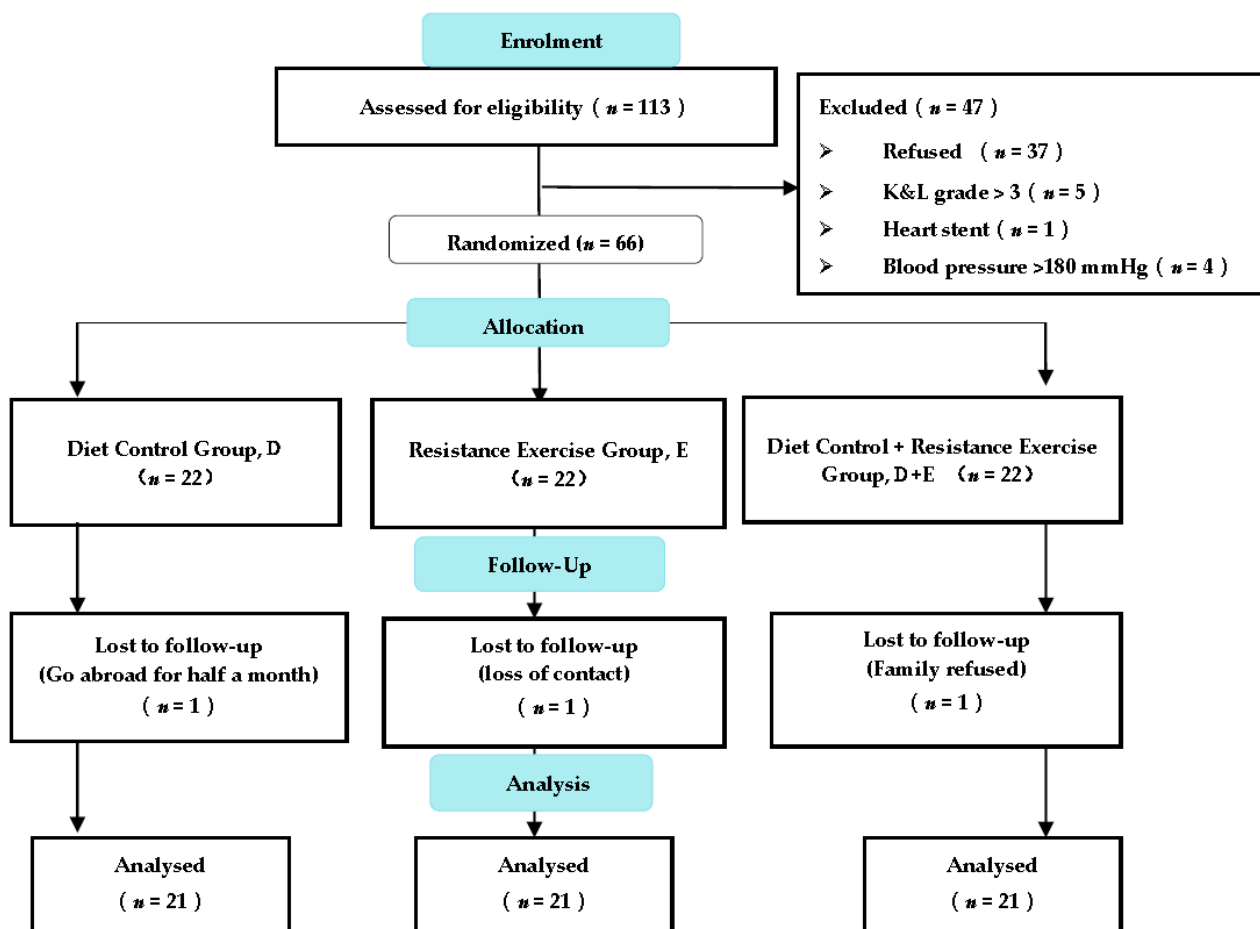 Enrolment
Assessed for eligibility ( n = 113 )
Excluded ( n = 47 )
➢ Refused ( n = 37 )
➢ K&L grade > 3 ( n = 5 )
➢ Heart stent ( n = 1 )
➢ Blood pressure >180 mmHg ( n = 4 )
Randomized (n = 66)
Allocation
Diet Control Group, D
(n = 22)
Resistance Exercise Group, E
(n = 22)
Diet Control + Resistance Exercise
Group, D+E (n = 22)
Follow-Up
Lost to follow-up
(Go abroad for half a month)
( n = 1 )
Lost to follow-up
(loss of contact)
( n = 1 )
Lost to follow-up
(Family refused)
( n = 1 )
Analysis
Analysed
( n = 21 )
Analysed
( n = 21 )
Analysed
( n = 21 )